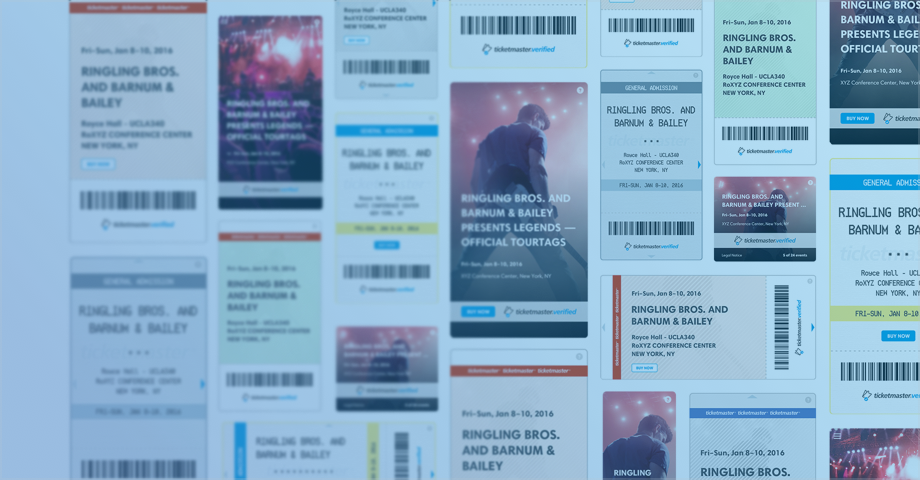 ticketmaster · ticketmaster · ticketmaster
Fri–Sun, Jan 8–10, 2016
RINGLING BROS.
AND BARNUM &
BAILEY
Royce Hall - UCLA340
RoXYZ CONFERENCE CENTER
NEW YORK, NY
BUY NOW
ticketmaster.verified
GENERAL ADMISSION
RINGLING BROS. AND
BARNUM & BAILEY
Royce Hall - UCLA340
RoXYZ CONFERENCE CENTER
NEW YORK, NY
FRI-SUN, JAN 8-10, 2016
RINGLING BROS. AND
BARNUM & BAILEY
PRESENTS LEGENDS
OFFICIAL TOURTAGS
ticketmaster.verified
Fri–Sun, Jan 8–10, 2016
RINGLING BROS.
AND BARNUM &
BAILEY
Royce Hall - UCLA340
RoXYZ CONFERENCE CENTER
NEW YORK, NY
Royce Hall - UCLA340
RoXYZ CONFERENCE CENTER
NEW YORK, NY
BUY NOW
ticketmaster.verified
GENERAL ADMISSION
RINGLING BROS. AND
BARNUM & BAILEY
Royce Hall - UCLA340
RoXYZ CONFERENCE CENTER
NEW YORK, NY
FRI-SUN, JAN 8-10, 2016
ticketmaster.verified
RINGLING BROS. AND
BARNUM & BAILEY
ticketmaster.verified
RINGLING BROS. AND
BARNUM & BAILEY
PRESENTS LEGENDS —
OFFICIAL TOURTAGS
Fri–Sun, Jan 8–10, 2016
XYZ Conference Center, New York, NY
BUY NOW
ticketmaster.verified
ticketmaster · ticketmaster · ticketmaster
Fri–Sun, Jan 8–10, 2016
RINGLING BROS.
AND BARNUM &
BAILEY
ticketmaster.verified
GENERAL ADMISSION
RINGLING BROS. AND
BARNUM & BAILEY
Royce Hall - UCLA340
RoXYZ CONFERENCE CENTER
NEW YORK, NY
FRI-SUN, JAN 8-10, 2016
ticketmaster.verified
ticketmaster · ticketmaster · ticketmaster
Fri–Sun, Jan 8–10, 2016
RINGLING BROS. AND
BARNUM & BAILEY
Royce Hall - UCLA340
RoXYZ CONFERENCE CENTER
NEW YORK, NY
BUY NOW
ticketmaster.verified
RINGLING
Fri–Sun, Jan 8–10, 2016
RINGLING BROS.
AND BARNUM &
BAILEY
Royce Hall - UCLA340
RoXYZ CONFERENCE CENTER
NEW YORK, NY
ticketmaster.verified
RINGLING BROS. AND
BARNUM & BAILEY PRESENT ...
Fri–Sun, Jan 8–10, 2016
XYZ Conference Center, New York, NY
ticketmaster.verified
Legal Notice
5 of 24 events
ticketmaster · ticketmaster · ticketmaster
Fri–Sun, Jan 8–10, 2016
RINGLING BROS.
BARNUM & BAIL
PRESENTS LEGE
OFFICIAL TOURT
Fri–Sun, Jan 8–10, 2016
XYZ Conference Center, New York, NY
BUY NOW
ticketma
GENERAL ADMISS
RINGLING BROS
BARNUM & BA
Royce Hall - UCLA
RoXYZ CONFERENCE C
NEW YORK, N
FRI-SUN, JAN 8-10
BUY NOW
ticketmaster.ve